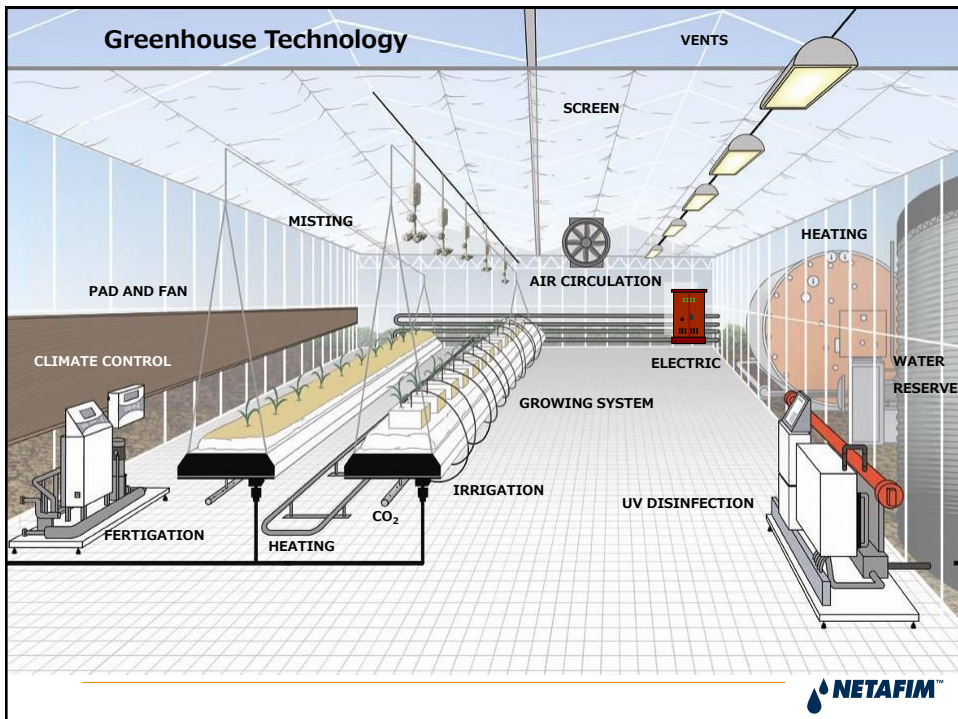 Greenhouse Technology
VENTS
SCREEN
MISTING
HEATING
AIR CIRCULATION
PAD AND FAN
CLIMATE CONTROL
ELECTRIC
WATER
RESERVE
GROWING SYSTEM
IRRIGATION
UV DISINFECTION
CO₂
FERTIGATION
HEATING
NETAFIM™